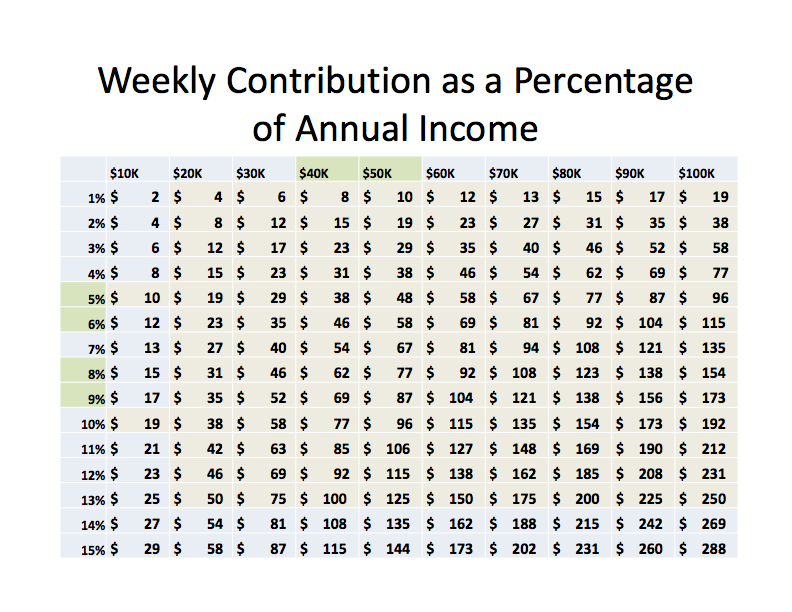 Weekly Contribution as a Percentage
of Annual Income
$10K $20K $30K $40K $50K $60K $70K $80K $90K $100K
1% $ 2 $ 4 $ 6 $ 8 $ 10 $ 12 $ 13 $ 15 $ 17 $ 19
2% $ 4 $ 8 $ 12 $ 15 $ 19 $ 23 $ 27 $ 31 $ 35 $ 38
3% $ 6 $ 12 $ 17 $ 23 $ 29 $ 35 $ 40 $ 46 $ 52 $ 58
4% $ 8 $ 15 $ 23 $ 31 $ 38 $ 46 $ 54 $ 62 $ 69 $ 77
5% $ 10 $ 19 $ 29 $ 38 $ 48 $ 58 $ 67 $ 77 $ 87 $ 96
6% $ 12 $ 23 $ 35 $ 46 $ 58 $ 69 $ 81 $ 92 $ 104 $ 115
7% $ 13 $ 27 $ 40 $ 54 $ 67 $ 81 $ 94 $ 108 $ 121 $ 135
8% $ 15 $ 31 $ 46 $ 62 $ 77 $ 92 $ 108 $ 123 $ 138 $ 154
9% $ 17 $ 35 $ 52 $ 69 $ 87 $ 104 $ 121 $ 138 $ 156 $ 173
10% $ 19 $ 38 $ 58 $ 77 $ 96 $ 115 $ 135 $ 154 $ 173 $ 192
11% $ 21 $ 42 $ 63 $ 85 $ 106 $ 127 $ 148 $ 169 $ 190 $ 212
12% $ 23 $ 46 $ 69 $ 92 $ 115 $ 138 $ 162 $ 185 $ 208 $ 231
13% $ 25 $ 50 $ 75 $ 100 $ 125 $ 150 $ 175 $ 200 $ 225 $ 250
14% $ 27 $ 54 $ 81 $ 108 $ 135 $ 162 $ 188 $ 215 $ 242 $ 269
15% $ 29 $ 58 $ 87 $ 115 $ 144 $ 173 $ 202 $ 231 $ 260 $ 288